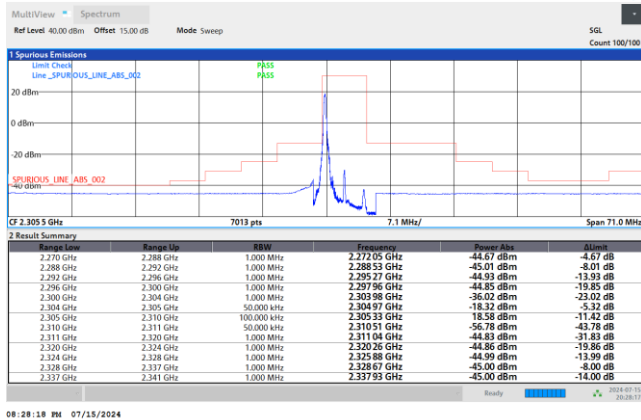 MultiView Spectrum
Ref Level 40.00 dBm Offset 15.00 dB Mode Sweep SGL
Count 100/100
1 Spurious Emissions
Limit Check PASS
Line _SPURIOUS_LINE_ABS_002 PASS
20 dBm
0 dBm
-20 dBm
_SPURIOUS_LINE_ABS_002
-40 dBm
CF 2.305 5 GHz 7013 pts 7.1 MHz/ Span 71.0 MHz
2 Result Summary
Range Low Range Up RBW Frequency Power Abs ΔLimit
2.270 GHz 2.288 GHz 1.000 MHz 2.272 05 GHz -44.67 dBm -4.67 dB
2.288 GHz 2.292 GHz 1.000 MHz 2.288 53 GHz -45.01 dBm -8.01 dB
2.292 GHz 2.296 GHz 1.000 MHz 2.295 27 GHz -44.93 dBm -13.93 dB
2.296 GHz 2.300 GHz 1.000 MHz 2.297 96 GHz -44.85 dBm -19.85 dB
2.300 GHz 2.304 GHz 1.000 MHz 2.303 98 GHz -36.02 dBm -23.02 dB
2.304 GHz 2.305 GHz 50.000 kHz 2.304 97 GHz -18.32 dBm -5.32 dB
2.305 GHz 2.310 GHz 100.000 kHz 2.305 33 GHz 18.58 dBm -11.42 dB
2.310 GHz 2.311 GHz 50.000 kHz 2.310 51 GHz -56.78 dBm -43.78 dB
2.311 GHz 2.320 GHz 1.000 MHz 2.311 04 GHz -44.83 dBm -31.83 dB
2.320 GHz 2.324 GHz 1.000 MHz 2.320 26 GHz -44.86 dBm -19.86 dB
2.324 GHz 2.328 GHz 1.000 MHz 2.325 88 GHz -44.99 dBm -13.99 dB
2.328 GHz 2.337 GHz 1.000 MHz 2.328 67 GHz -45.00 dBm -8.00 dB
2.337 GHz 2.341 GHz 1.000 MHz 2.337 93 GHz -45.00 dBm -14.00 dB
Ready 2024-07-15
20:28:17
08:28:18 PM 07/15/2024